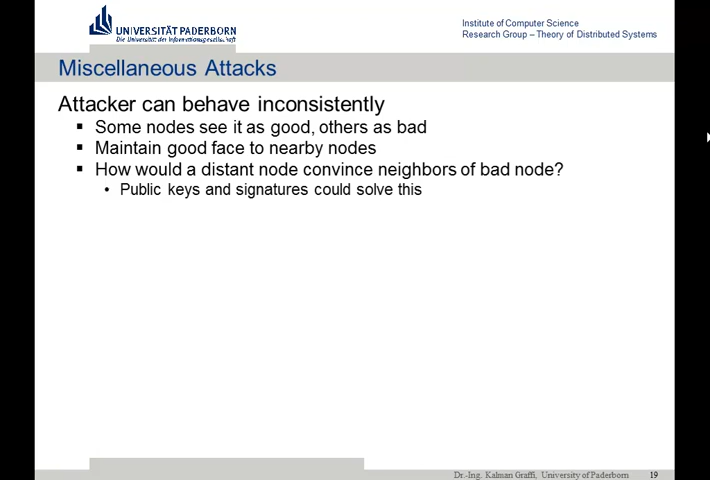 UNIVERSITÄT PADERBORN
Die Universität der Informationsgesellschaft
Institute of Computer Science
Research Group – Theory of Distributed Systems
Miscellaneous Attacks
Attacker can behave inconsistently
Some nodes see it as good, others as bad
Maintain good face to nearby nodes
How would a distant node convince neighbors of bad node?
Public keys and signatures could solve this
Dr.-Ing. Kalman Graffi, University of Paderborn 19